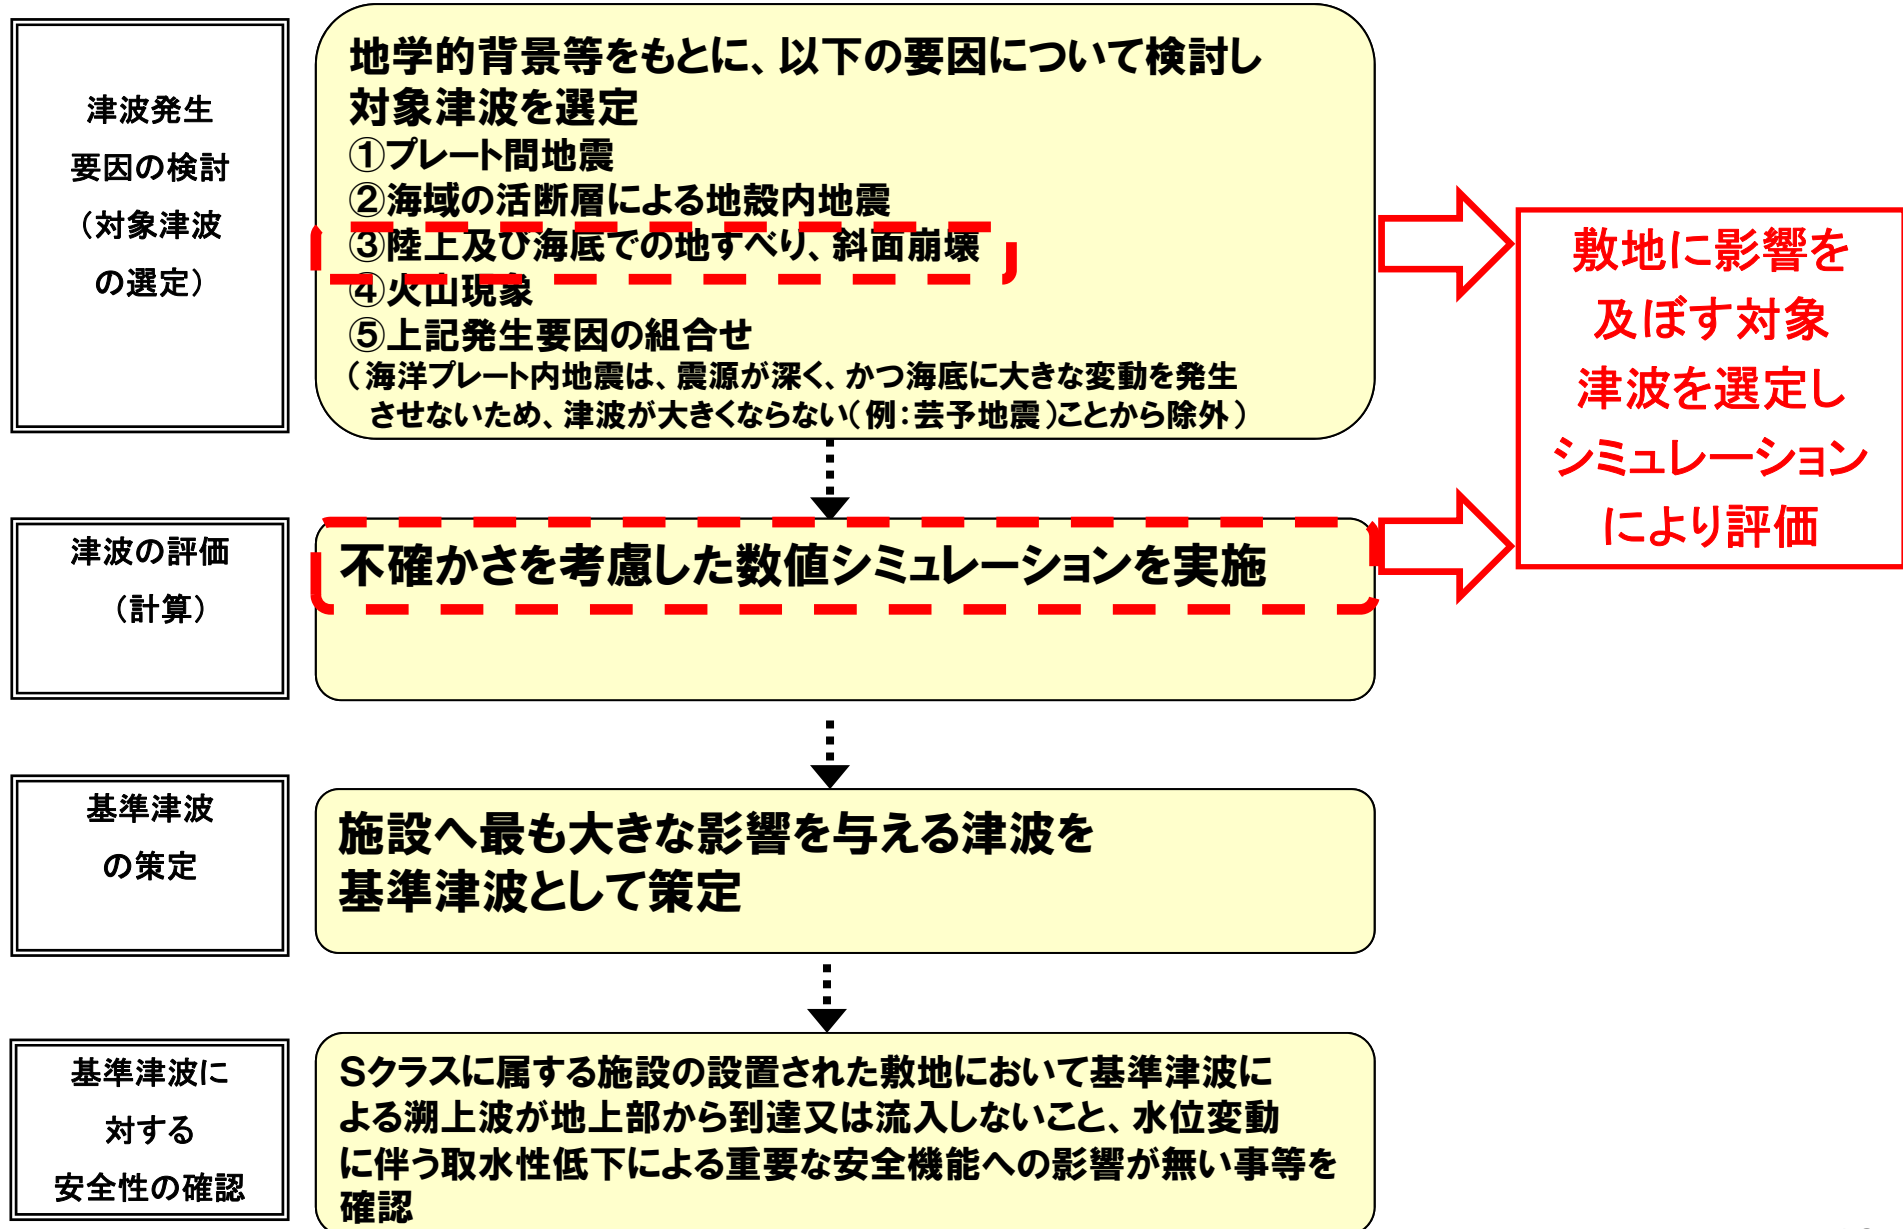 津波発生
要因の検討
（対象津波
の選定）
地学的背景等をもとに、以下の要因について検討し
対象津波を選定
①プレート間地震
②海域の活断層による地殻内地震
③陸上及び海底での地すべり、斜面崩壊
④火山現象
⑤上記発生要因の組合せ
（海洋プレート内地震は、震源が深く、かつ海底に大きな変動を発生
させないため、津波が大きくならない（例：芸予地震）ことから除外）
敷地に影響を
及ぼす対象
津波を選定し
シミュレーション
により評価
津波の評価
（計算）
不確かさを考慮した数値シミュレーションを実施
基準津波
の策定
施設へ最も大きな影響を与える津波を
基準津波として策定
基準津波に
対する
安全性の確認
Sクラスに属する施設の設置された敷地において基準津波に
よる溯上波が地上部から到達又は流入しないこと、水位変動
に伴う取水性低下による重要な安全機能への影響が無い事等を
確認